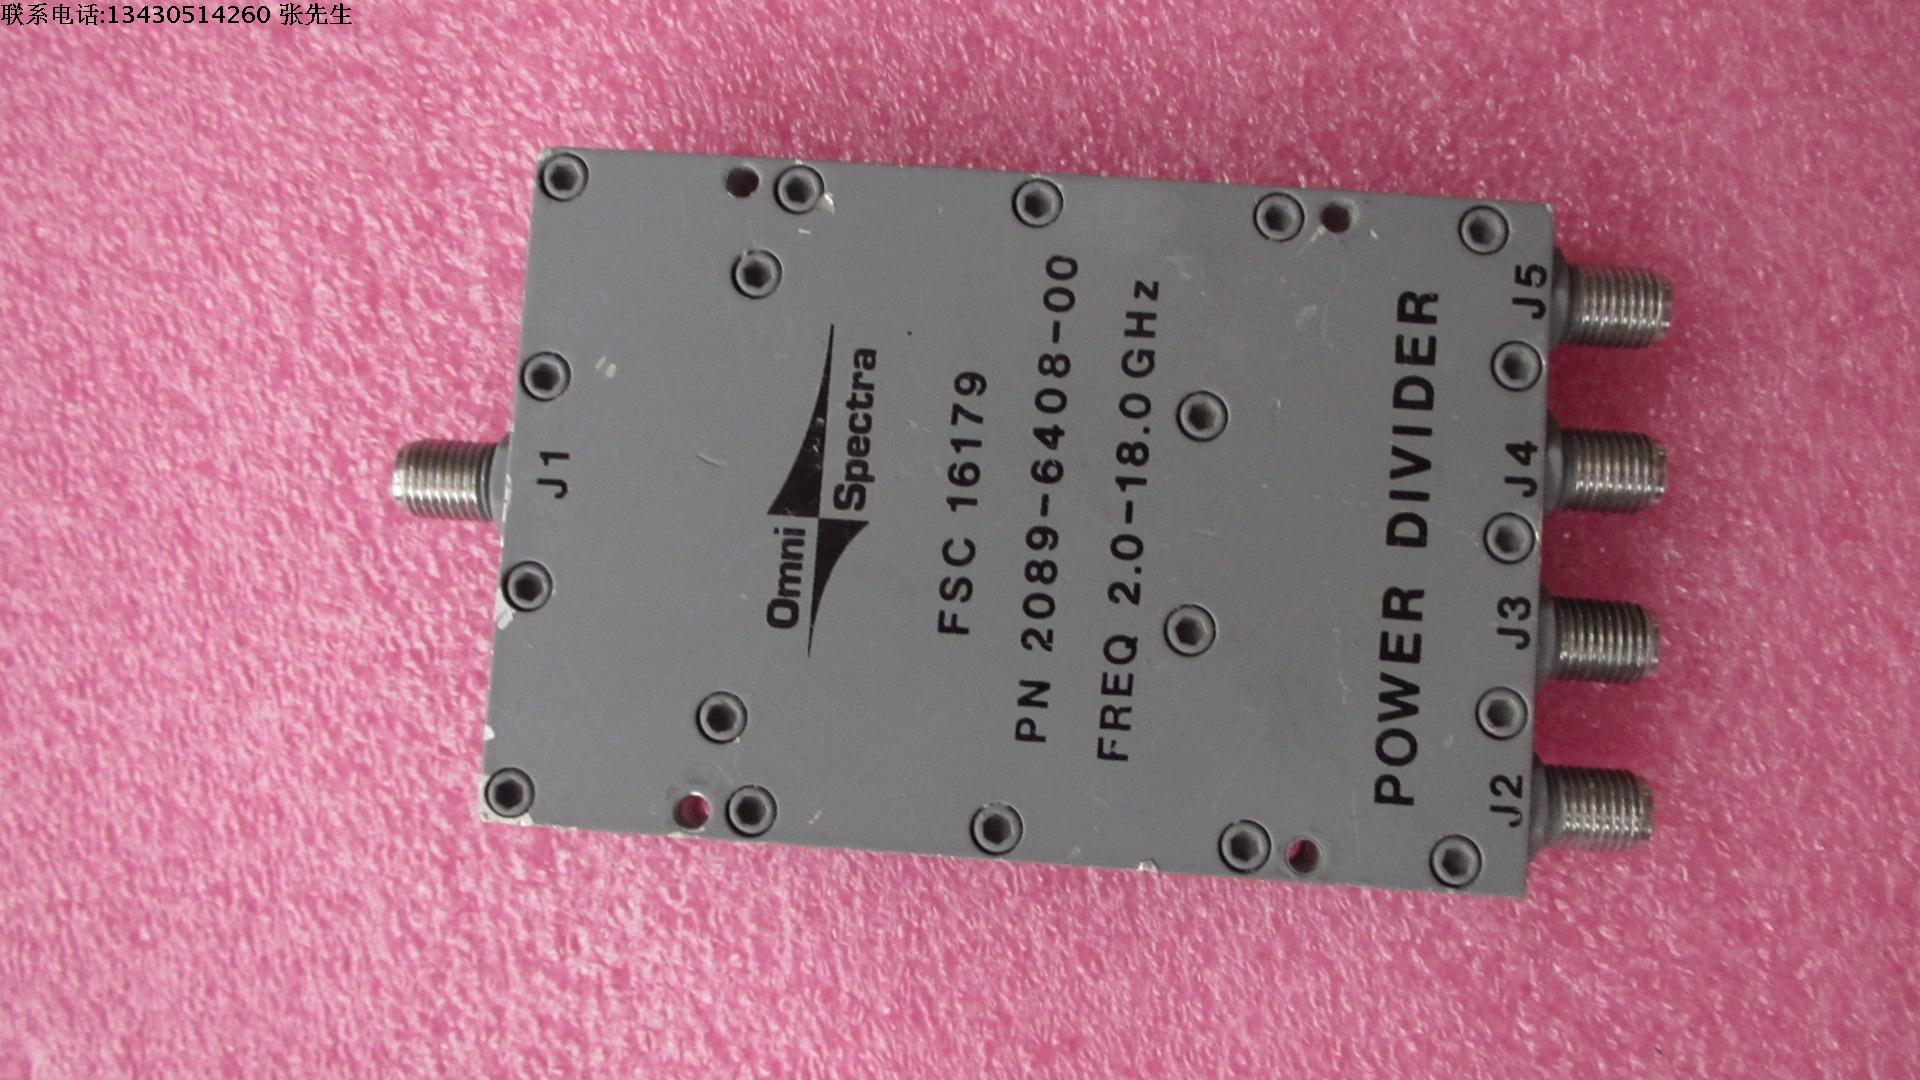 联系电话:13430514260 张先生
J1
Omni
Spectra
FSC 16179
PN 2089-6408-00
FREQ 2.0-18.0GHz
POWER DIVIDER
J2 J3 J4 J5